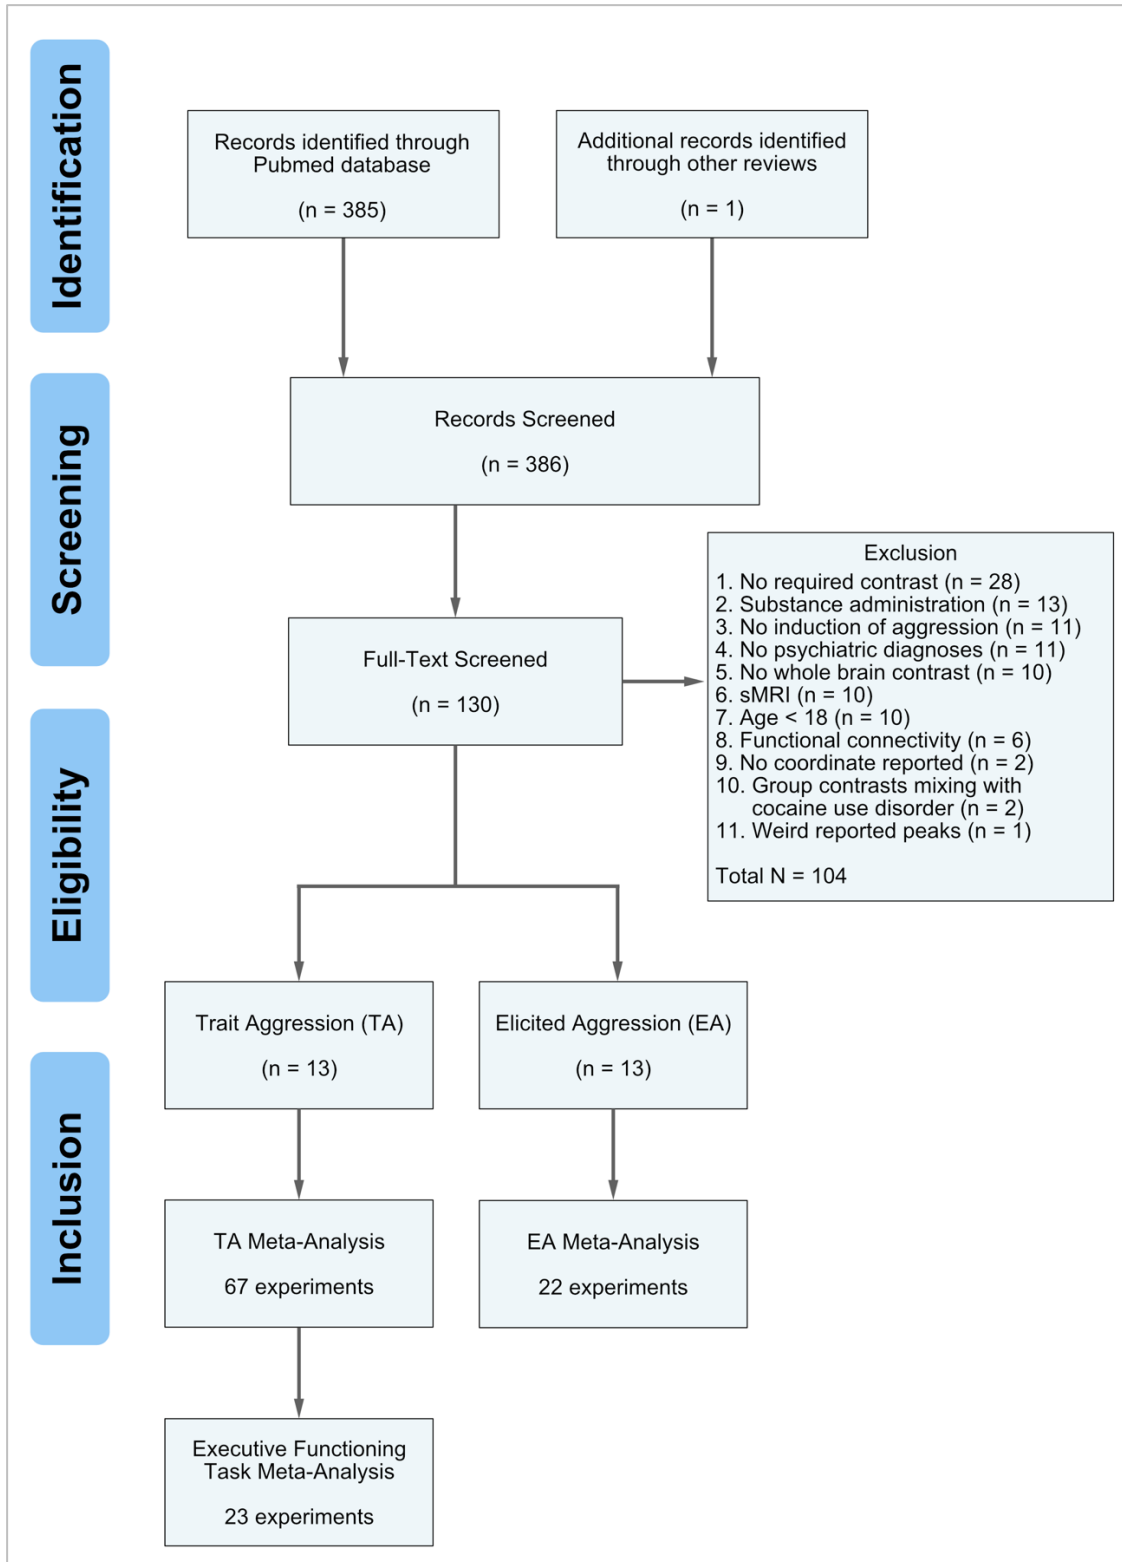 Identification
Records identified through
Pubmed database
(n = 385)
Additional records identified
through other reviews
(n = 1)
Screening
Records Screened
(n = 386)
Full-Text Screened
(n = 130)
Exclusion
1. No required contrast (n = 28)
2. Substance administration (n = 13)
3. No induction of aggression (n = 11)
4. No psychiatric diagnoses (n = 11)
5. No whole brain contrast (n = 10)
6. sMRI (n = 10)
7. Age < 18 (n = 10)
8. Functional connectivity (n = 6)
9. No coordinate reported (n = 2)
10. Group contrasts mixing with
cocaine use disorder (n = 2)
11. Weird reported peaks (n = 1)
Total N = 104
Eligibility
Trait Aggression (TA)
(n = 13)
Elicited Aggression (EA)
(n = 13)
Inclusion
TA Meta-Analysis
67 experiments
EA Meta-Analysis
22 experiments
Executive Functioning
Task Meta-Analysis
23 experiments